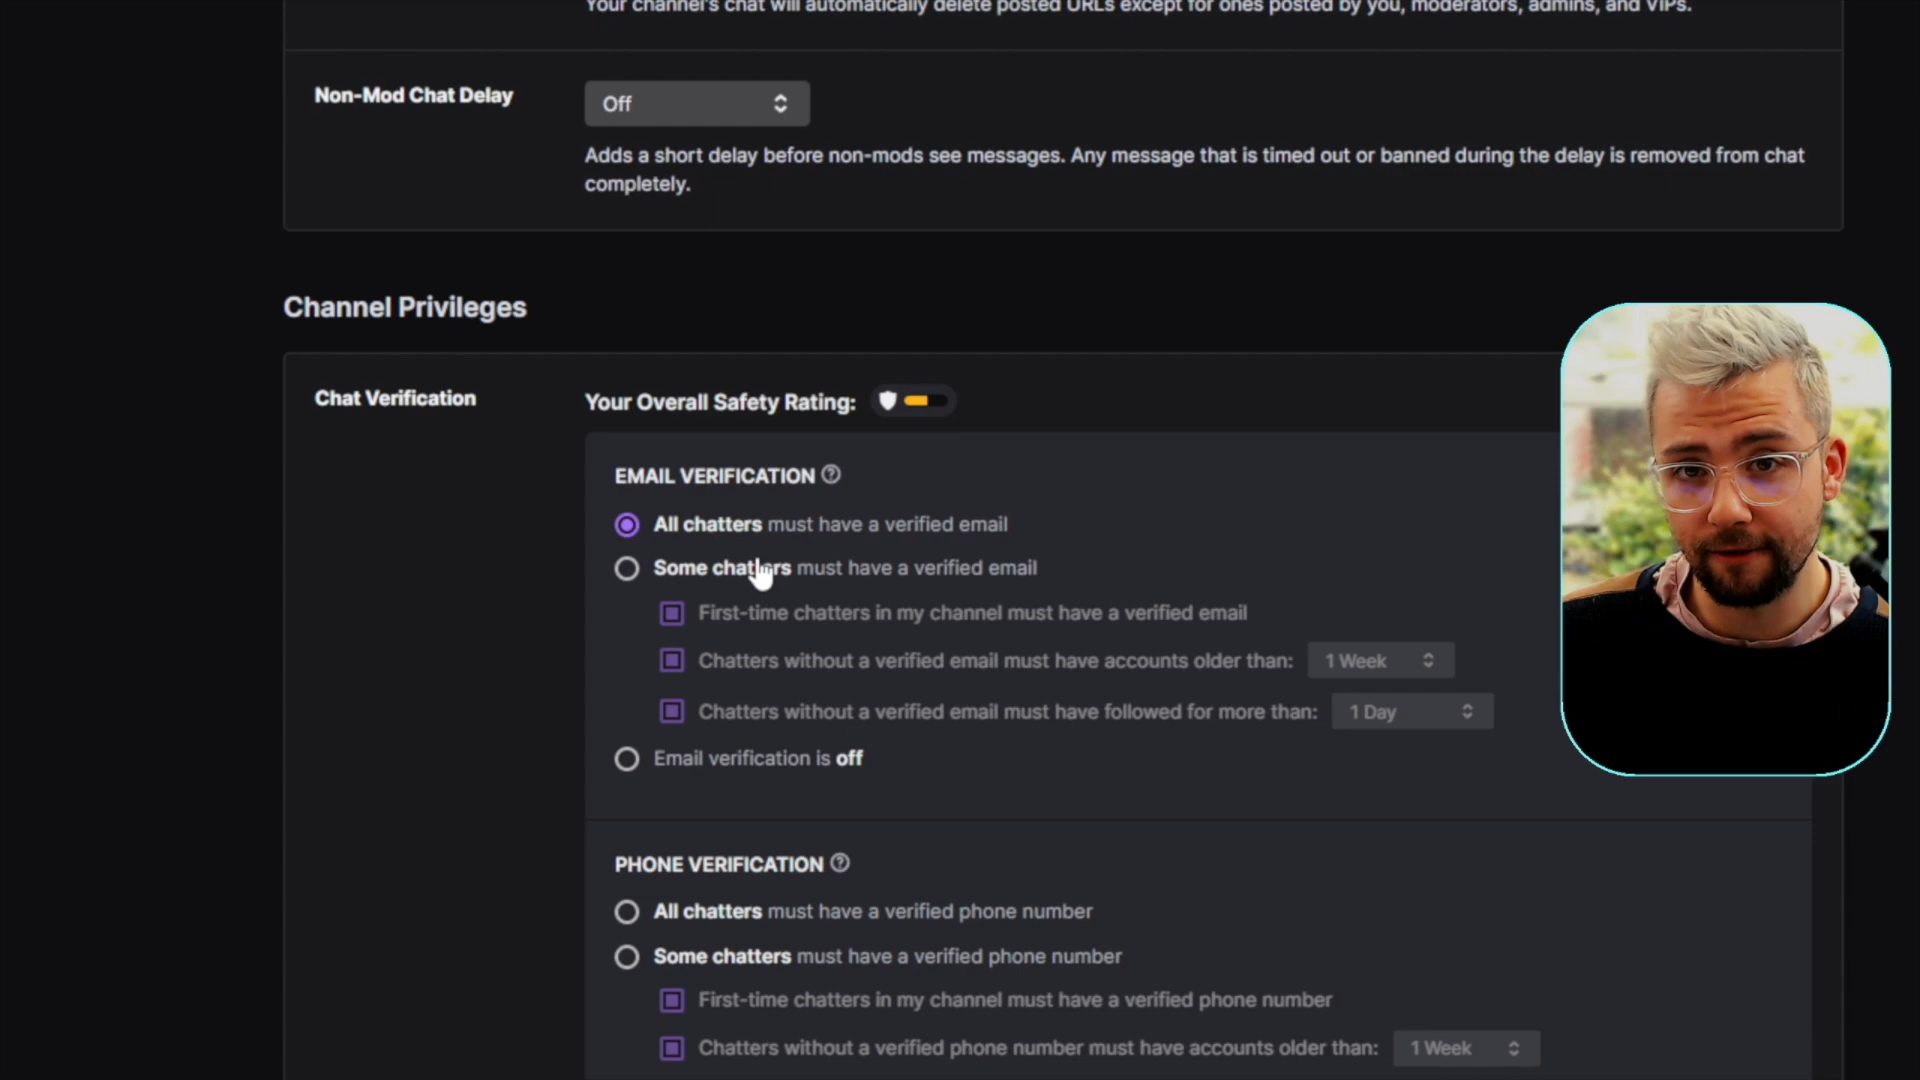 Your channel's chat will automatically delete posted URLs except for ones posted by you, moderators, admins, and VIPs.
Non-Mod Chat Delay
Off
Adds a short delay before non-mods see messages. Any message that is timed out or banned during the delay is removed from chat
completely.
Channel Privileges
Chat Verification
Your Overall Safety Rating:
EMAIL VERIFICATION
All chatters must have a verified email
Some chatters must have a verified email
First-time chatters in my channel must have a verified email
Chatters without a verified email must have accounts older than: 1 Week
Chatters without a verified email must have followed for more than: 1 Day
Email verification is off
PHONE VERIFICATION
All chatters must have a verified phone number
Some chatters must have a verified phone number
First-time chatters in my channel must have a verified phone number
Chatters without a verified phone number must have accounts older than: 1 Week